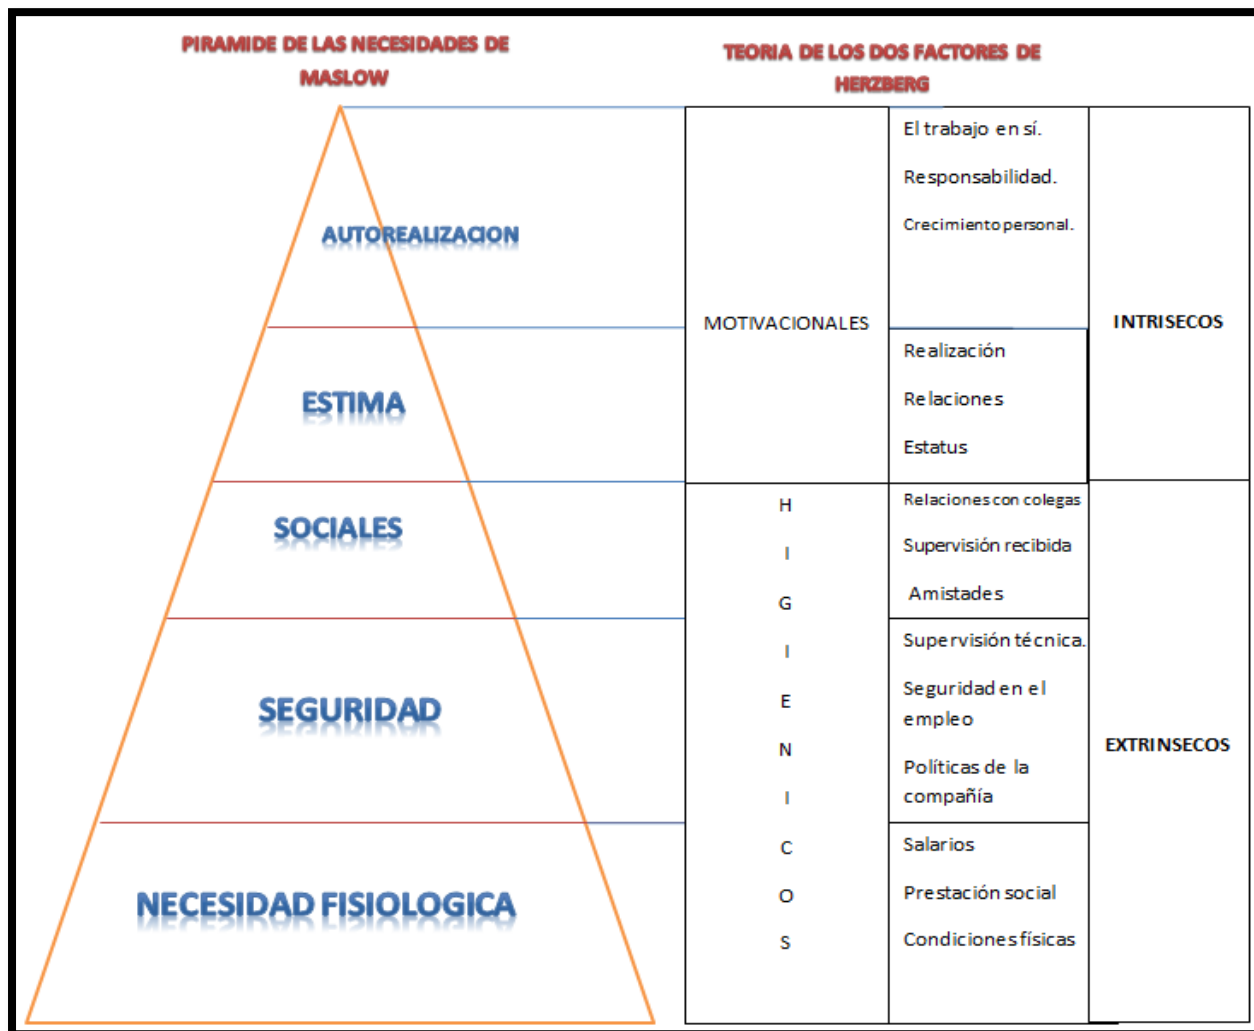 PIRAMIDE DE LAS NECESIDADES DE
MASLOW
TEORIA DE LOS DOS FACTORES DE
HERZBERG
AUTOREALIZACION
ESTIMA
SOCIALES
SEGURIDAD
NECESIDAD FISIOLOGICA
MOTIVACIONALES
H
I
G
I
E
N
I
C
O
S
El trabajo en sí.
Responsabilidad.
Crecimiento personal.
Realización
Relaciones
Estatus
Relaciones con colegas
Supervisión recibida
Amistades
Supervisión técnica.
Seguridad en el
empleo
Políticas de la
compañía
Salarios
Prestación social
Condiciones físicas
INTRISECOS
EXTRINSECOS